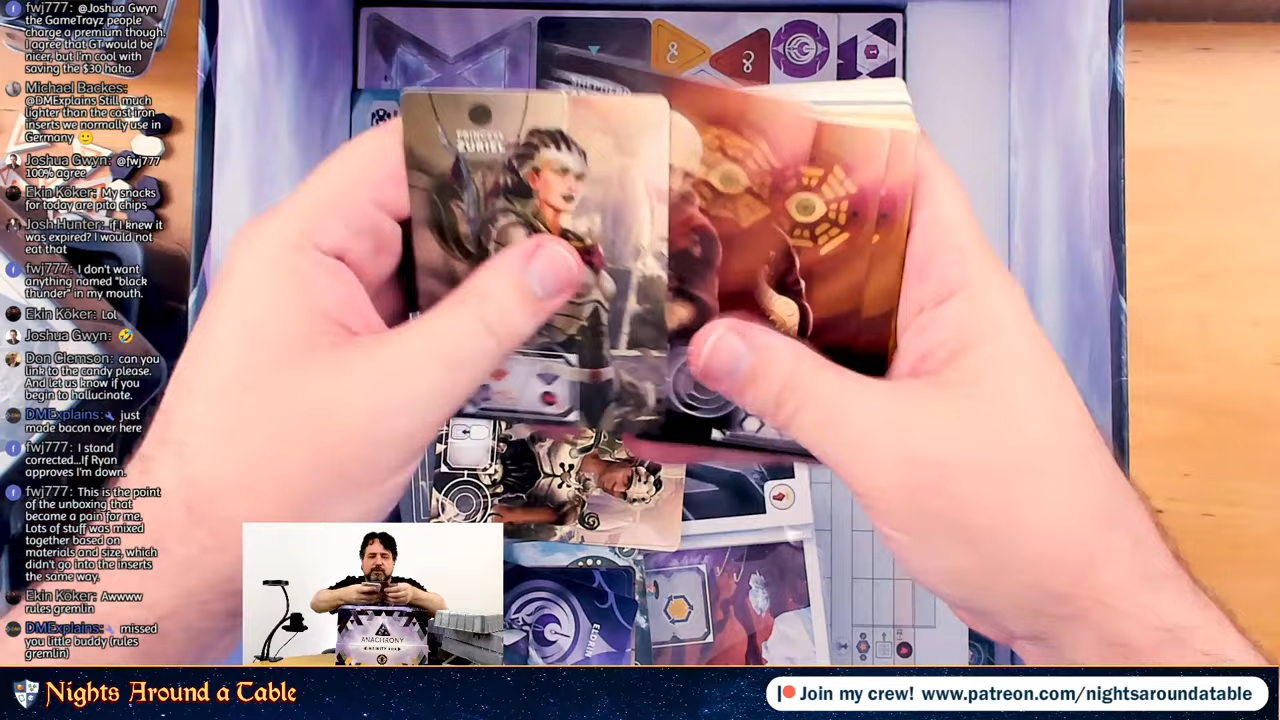 fwj777: @Joshua Gwyn
the GameTrayz people
charge a premium though.
I agree that GT would be
nicer, but I'm cool with
saving the $30 haha.
Michael Backes:
@DMExplains Still much
lighter than the cast iron
inserts we normally use in
Germany 🙂
Joshua Gwyn: @fwj777
100% agree
Ekin Köker: My snacks
for today are pita chips
Josh Hunter: if I knew it
was expired? I would not
eat that
fwj777: I don't want
anything named "black
thunder" in my mouth.
Ekin Köker: Lol
Joshua Gwyn: 🤣
Don Clemson: can you
link to the candy please.
And let us know if you
begin to hallucinate.
DMExplains: just
made bacon over here
fwj777: I stand
corrected...If Ryan
approves I'm down.
fwj777: This is the point
of the unboxing that
became a pain for me.
Lots of stuff was mixed
together based on
materials and size, which
didn't go into the inserts
the same way.
Ekin Köker: Awwww
rules gremlin
DMExplains: missed
you little buddy (rules
gremlin)
PRINCESS
ZURIEL
SHEPHERD
8
8
ANACHRONY
Nights Around a Table
Join my crew! www.patreon.com/nightsaroundatable